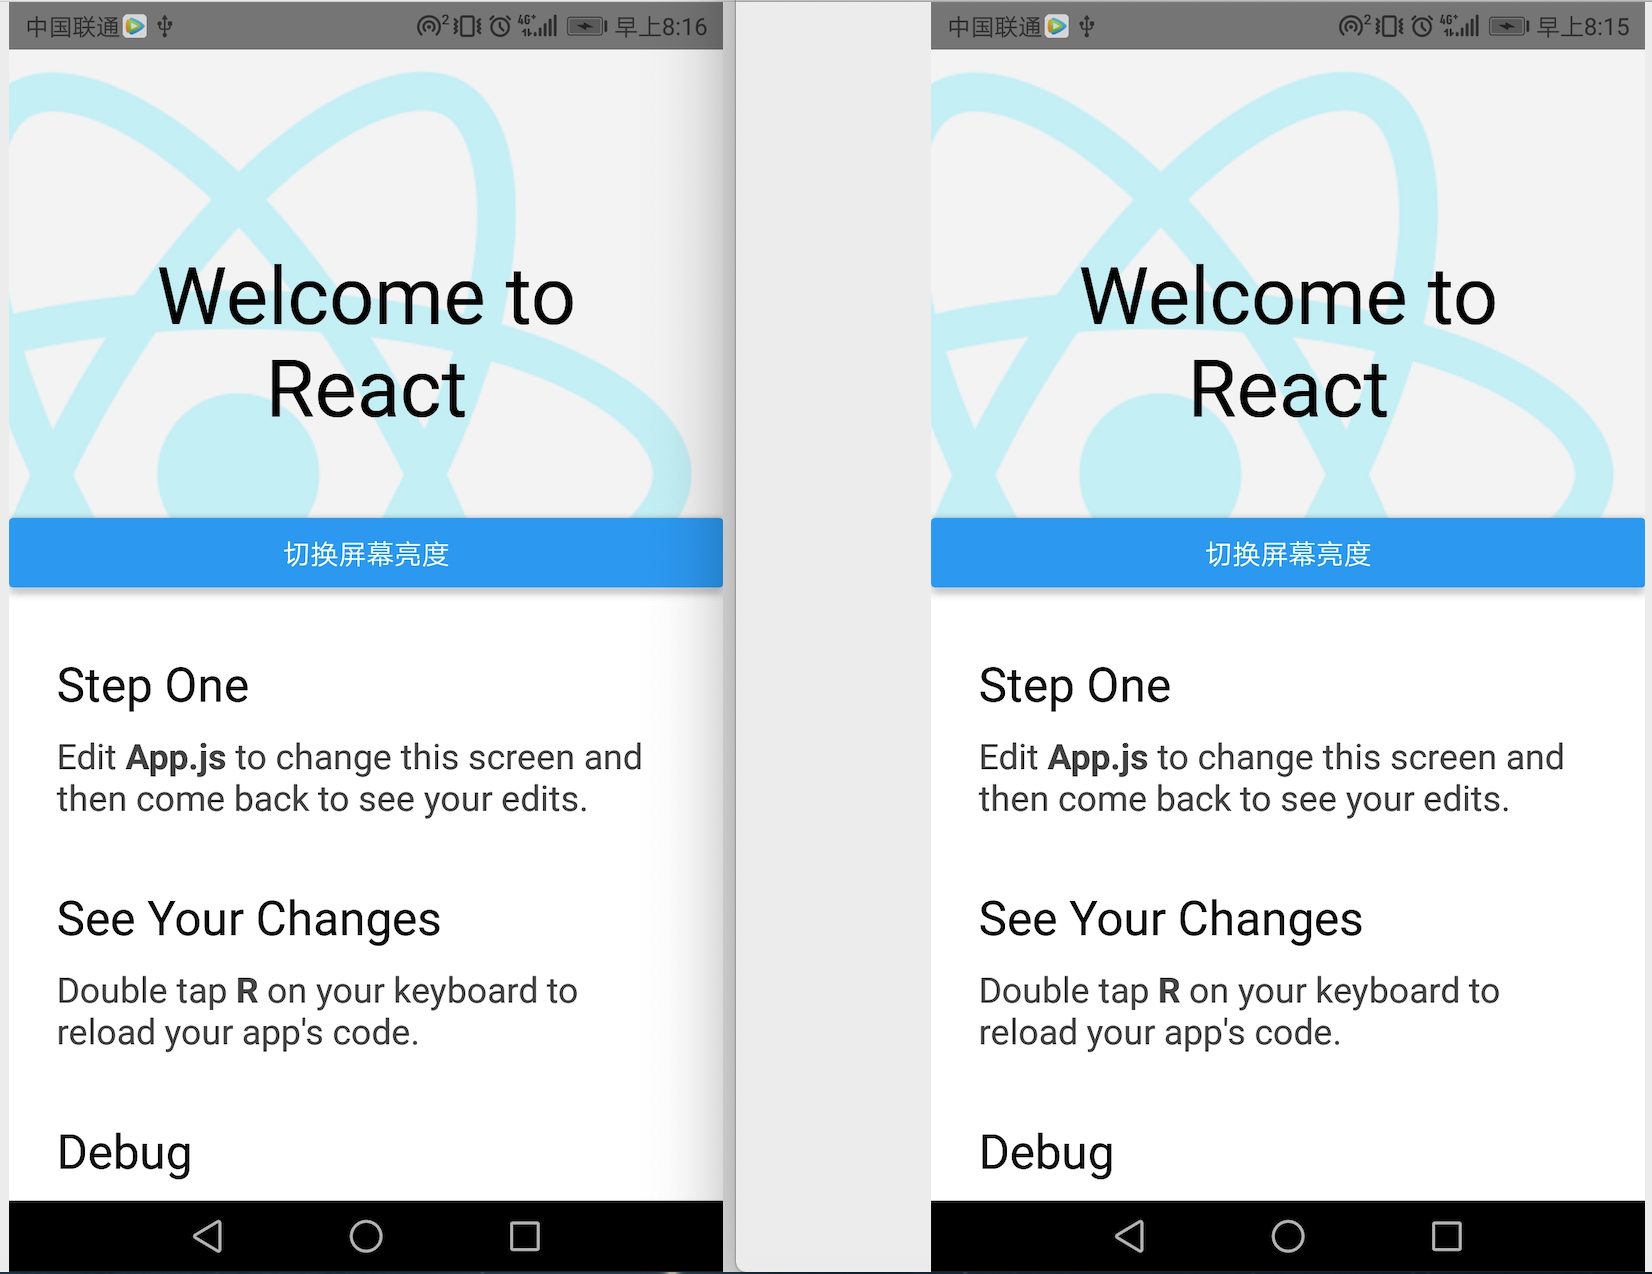 中国联通
2 4G+ 早上8:16
Welcome to
React
切换屏幕亮度
Step One
Edit App.js to change this screen and
then come back to see your edits.
See Your Changes
Double tap R on your keyboard to
reload your app's code.
Debug
中国联通
2 4G+ 早上8:15
Welcome to
React
切换屏幕亮度
Step One
Edit App.js to change this screen and
then come back to see your edits.
See Your Changes
Double tap R on your keyboard to
reload your app's code.
Debug